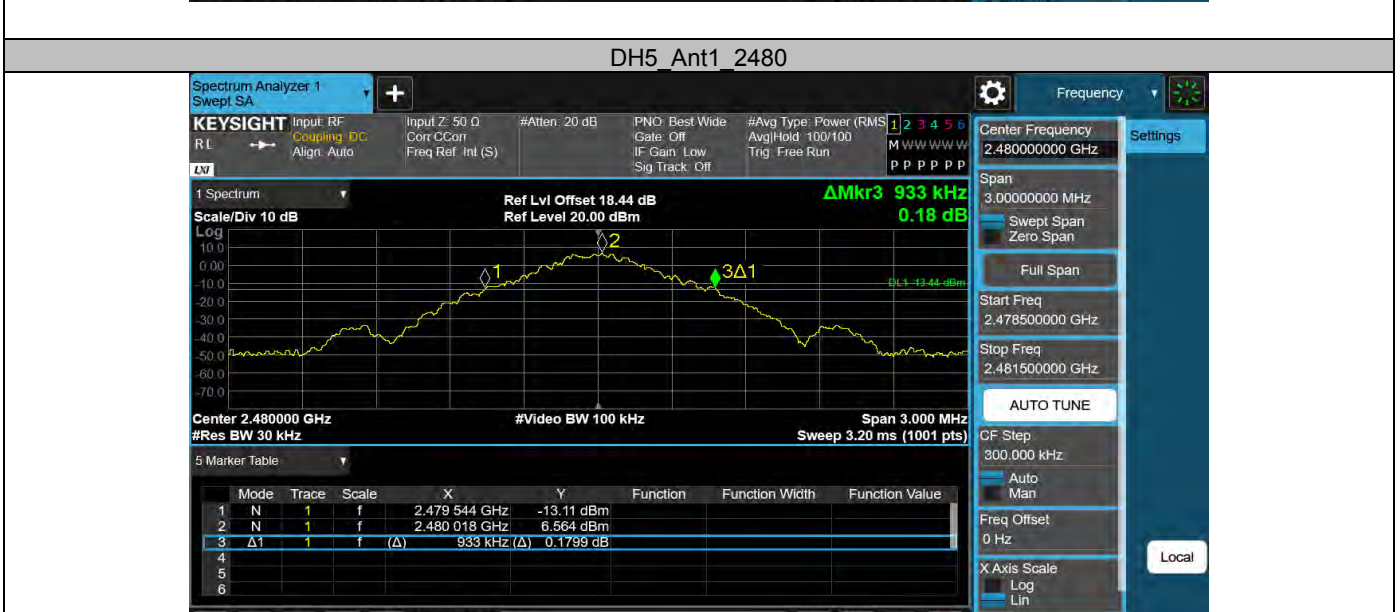 DH5_Ant1_2480
Spectrum Analyzer 1
Swept SA
+
Frequency
KEYSIGHT
RL
LXI
Input: RF
Coupling: DC
Align: Auto
Input Z: 50 Ω
Corr CCorr
Freq Ref: Int (S)
#Atten: 20 dB
PNO: Best Wide
Gate: Off
IF Gain: Low
Sig Track: Off
#Avg Type: Power (RMS
Avg|Hold: 100/100
Trig: Free Run
1 2 3 4 5 6
M W W W W W
P P P P P P
Center Frequency
2.480000000 GHz
Settings
1 Spectrum
Scale/Div 10 dB
Ref Lvl Offset 18.44 dB
Ref Level 20.00 dBm
ΔMkr3 933 kHz
0.18 dB
Span
3.00000000 MHz
Swept Span
Zero Span
Full Span
Log
10.0
0.00
-10.0
-20.0
-30.0
-40.0
-50.0
-60.0
-70.0
1
2
3Δ1
DL1 -13.44 dBm
Start Freq
2.478500000 GHz
Stop Freq
2.481500000 GHz
AUTO TUNE
Center 2.480000 GHz
#Res BW 30 kHz
#Video BW 100 kHz
Span 3.000 MHz
Sweep 3.20 ms (1001 pts)
CF Step
300.000 kHz
Auto
Man
5 Marker Table
Mode Trace Scale X Y Function Function Width Function Value
1 N 1 f 2.479 544 GHz -13.11 dBm
2 N 1 f 2.480 018 GHz 6.564 dBm
3 Δ1 1 f (Δ) 933 kHz (Δ) 0.1799 dB
4
5
6
Freq Offset
0 Hz
X Axis Scale
Log
Lin
Local